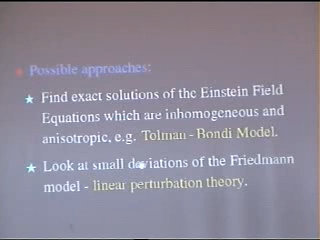 Possible approaches:
Find exact solutions of the Einstein Field
Equations which are inhomogeneous and
anisotropic, e.g. Tolman - Bondi Model.
Look at small deviations of the Friedmann
model - linear perturbation theory.